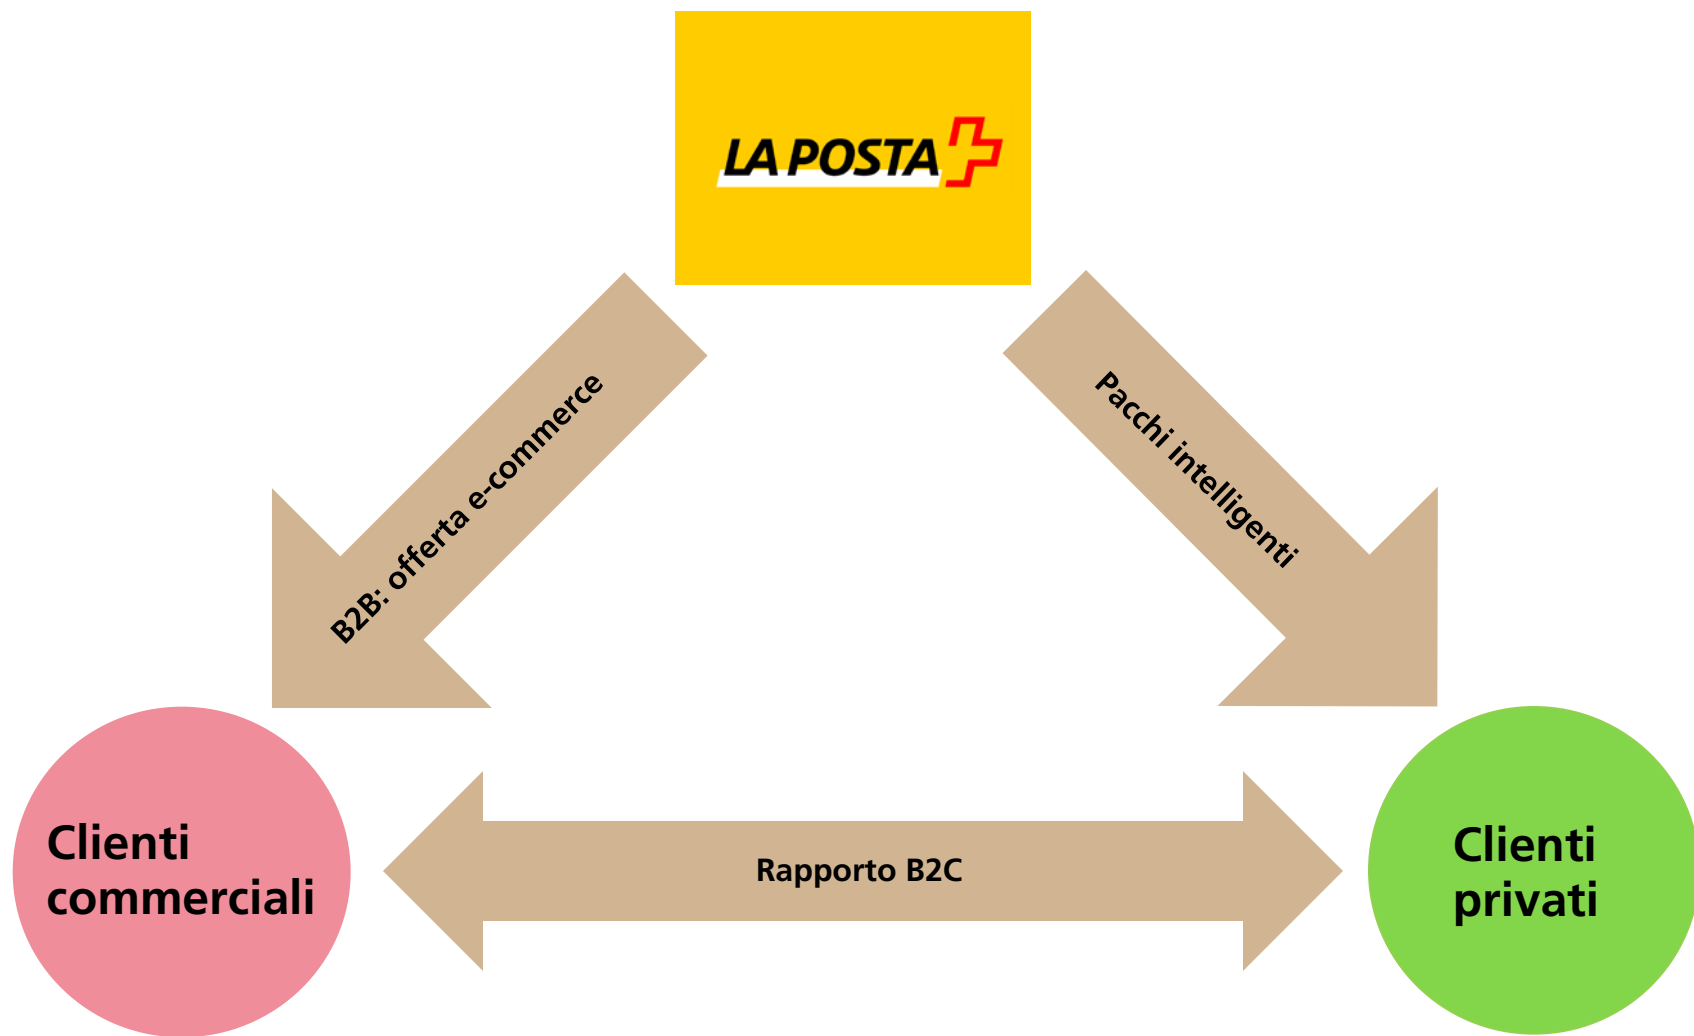 LA POSTA
B2B: offerta e-commerce
Pacchi intelligenti
Clienti
commerciali
Rapporto B2C
Clienti
privati